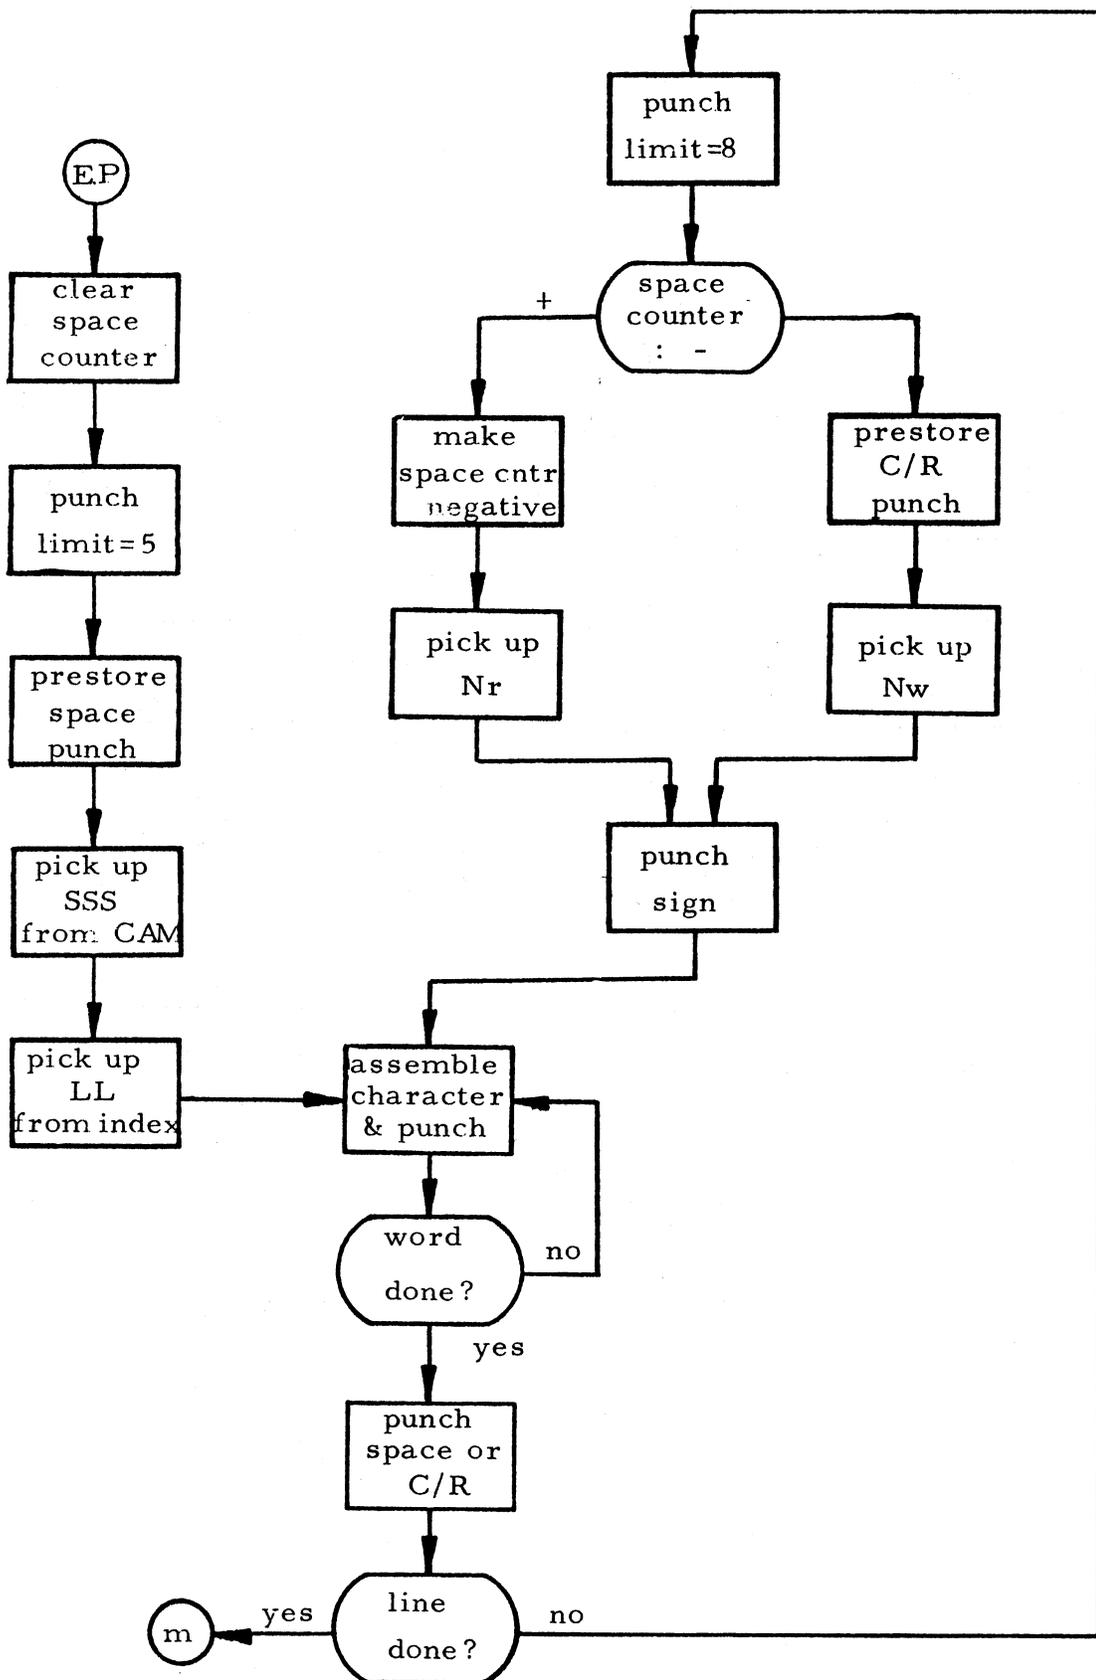 E.P
clear
space
counter
punch
limit=5
prestore
space
punch
pick up
SSS
from CAM
pick up
LL
from index
punch
limit=8
space
counter
: -
+
make
space cntr
negative
pick up
Nr
prestore
C/R
punch
pick up
Nw
punch
sign
assemble
character
& punch
word
done?
no
yes
punch
space or
C/R
line
done?
yes
no
m